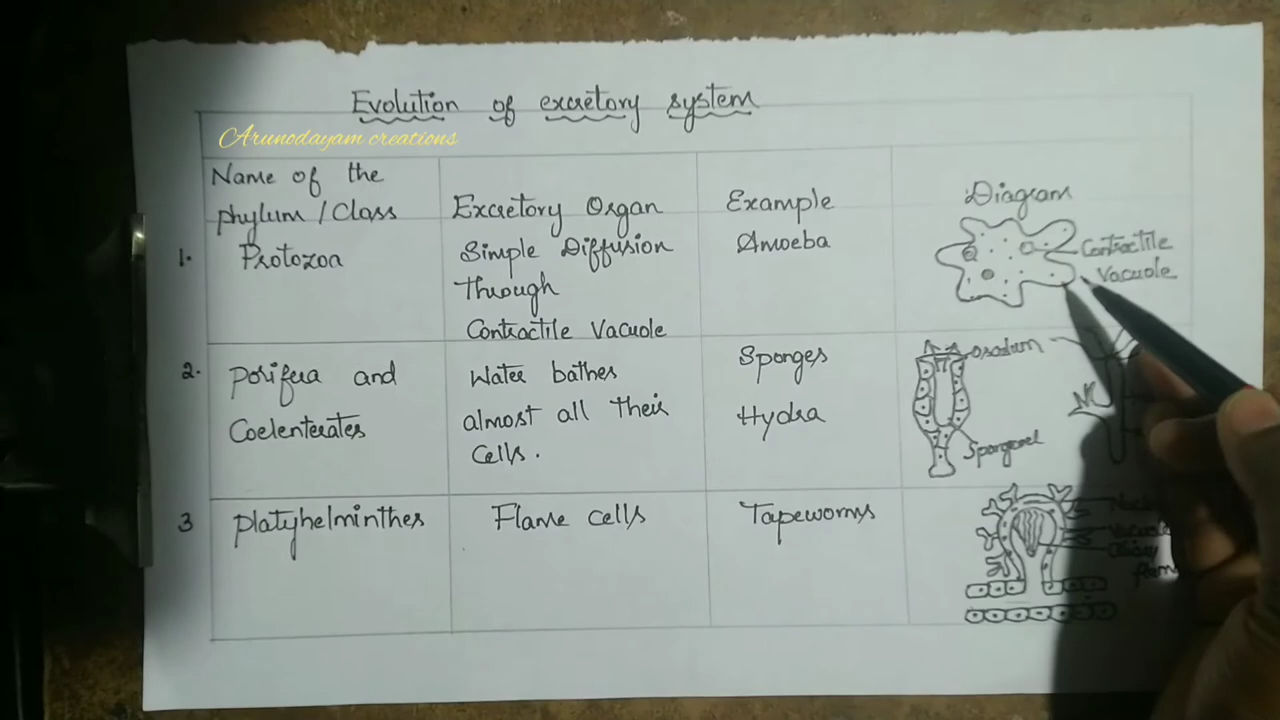 Evolution of excretory system
Arunodayam creations
Name of the
phylum / Class
Excretory Organ
Example
Diagram
1.
Protozoa
Simple Diffusion
Through
Contractile Vacuole
Amoeba
Contractile
Vacuole
2.
Porifera and
Coelenterates
Water bathes
almost all their
Cells.
Sponges
Hydra
3
Platyhelminthes
Flame cells
Tapeworms